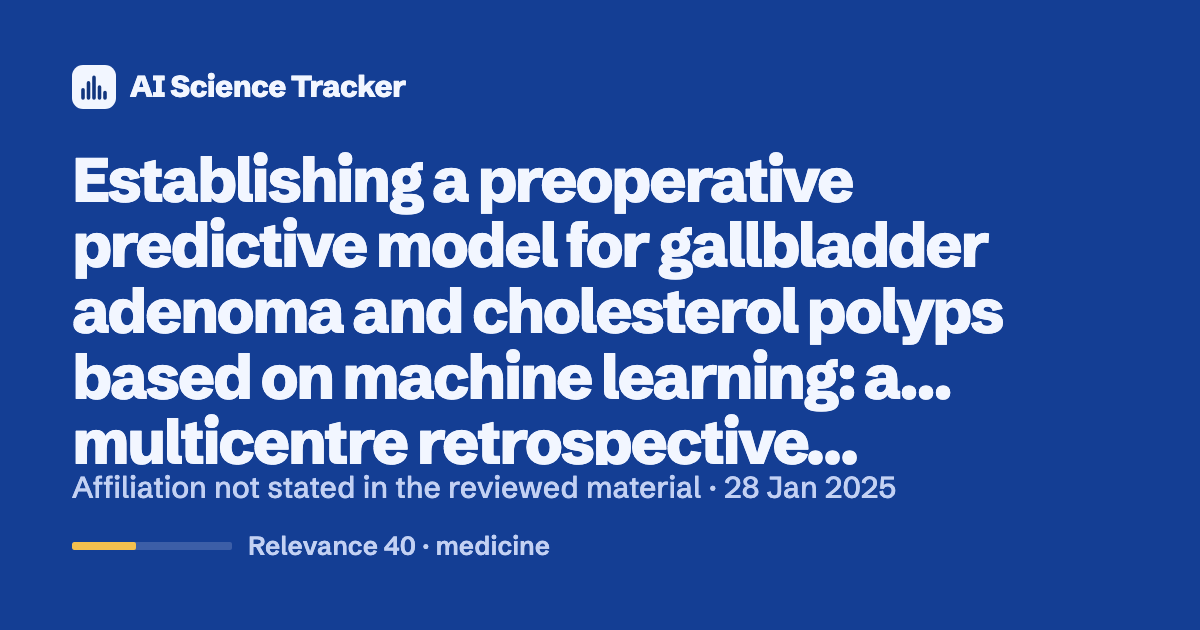 AI Science Tracker
Establishing a preoperative
predictive model for gallbladder
adenoma and cholesterol polyps
based on machine learning: a...
multicentre retrospective...
Affiliation not stated in the reviewed material · 28 Jan 2025
Relevance 40 · medicine